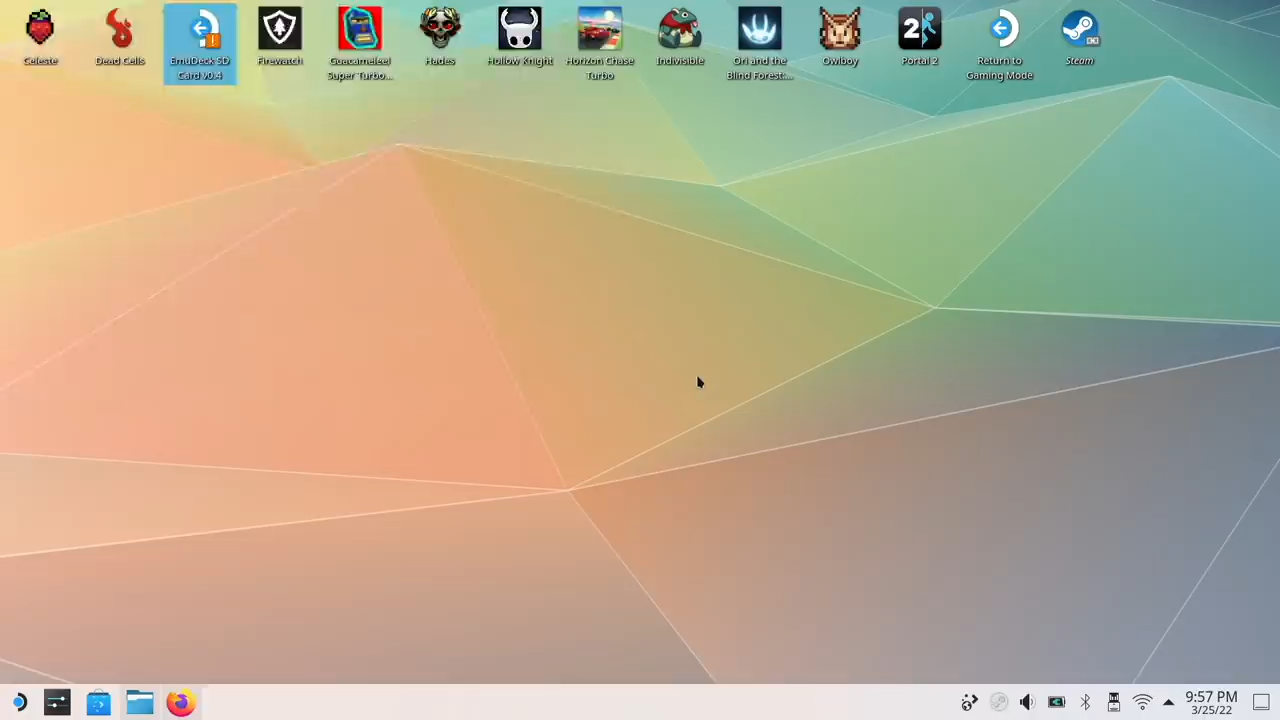 Celeste
Dead Cells
EmuDeck SD
Card v0.4
Firewatch
Guacamelee!
Super Turbo...
Hades
Hollow Knight
Horizon Chase
Turbo
Indivisible
Ori and the
Blind Forest:...
Owlboy
2
Portal 2
Return to
Gaming Mode
Steam
9:57 PM
3/25/22